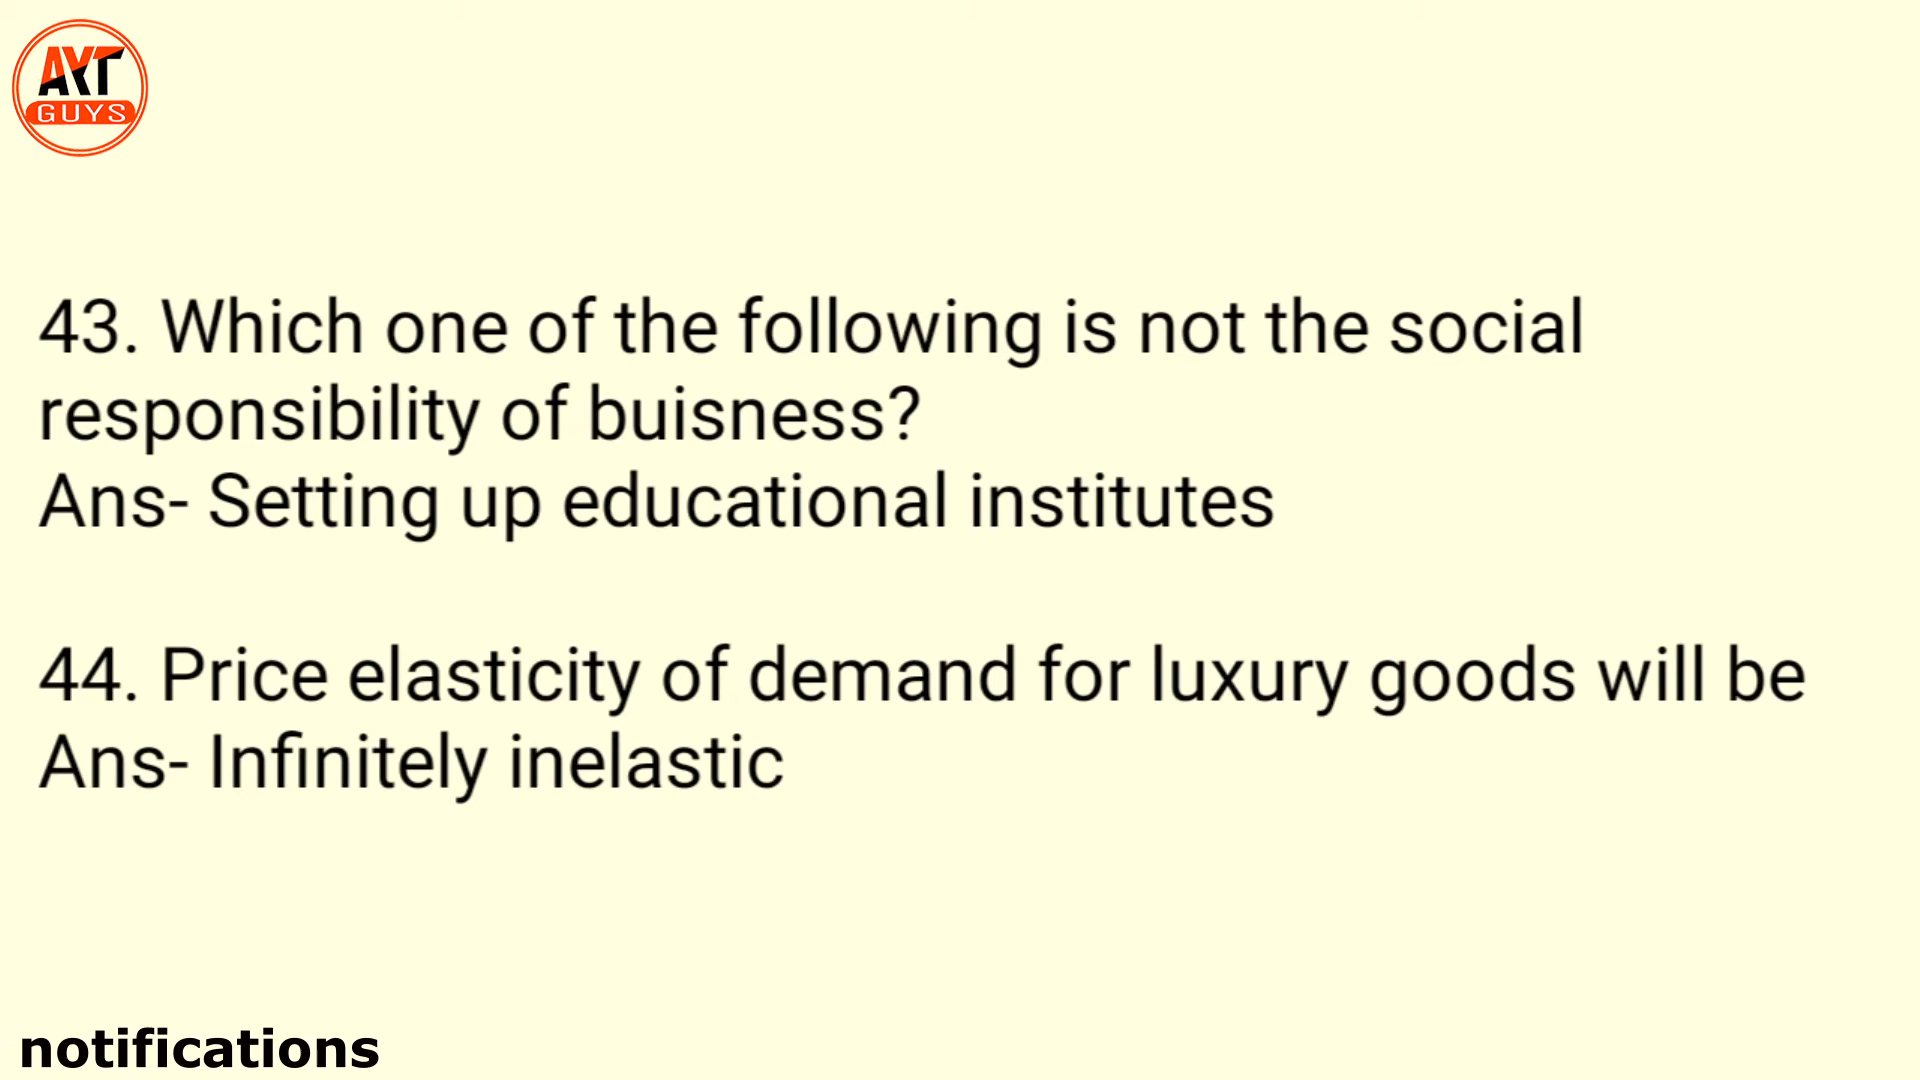 AYT
GUYS
43. Which one of the following is not the social
responsibility of buisness?
Ans- Setting up educational institutes
44. Price elasticity of demand for luxury goods will be
Ans- Infinitely inelastic
notifications